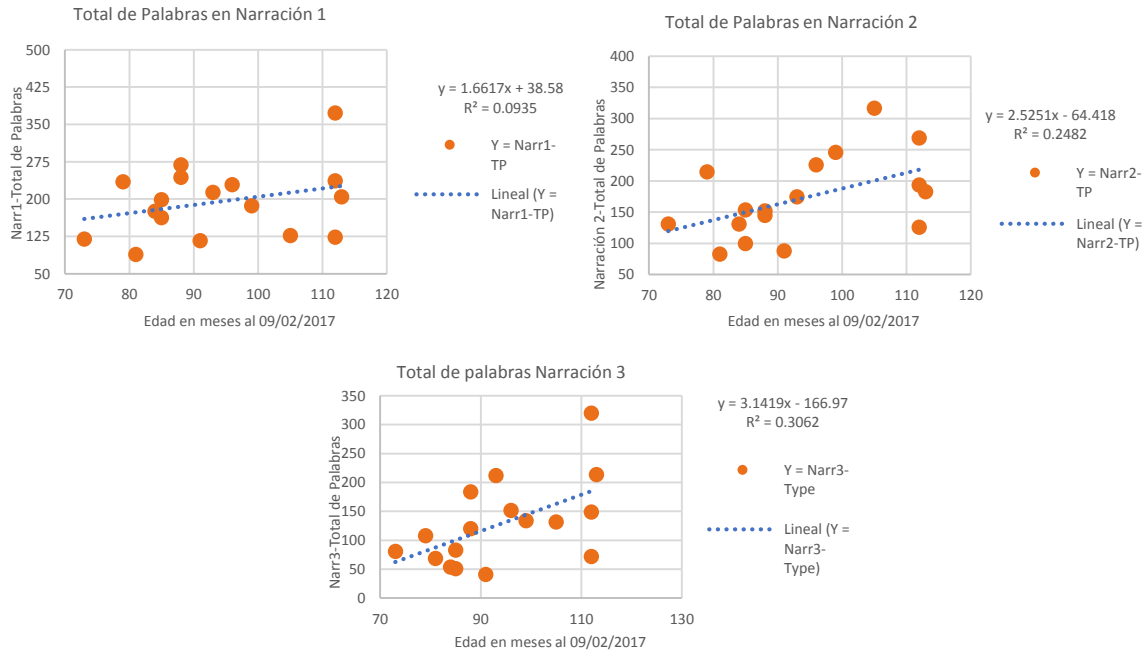 Total de Palabras en Narración 1
500
425
350
275
200
125
50
70 80 90 100 110 120
Narr1-Total de Palabras
Edad en meses al 09/02/2017
y = 1.6617x + 38.58
R² = 0.0935
Y = Narr1-
TP
Lineal (Y =
Narr1-TP)
Total de Palabras en Narración 2
400
350
300
250
200
150
100
50
70 80 90 100 110 120
Narración 2-Total de Palabras
Edad en meses al 09/02/2017
y = 2.5251x - 64.418
R² = 0.2482
Y = Narr2-
TP
Lineal (Y =
Narr2-TP)
Total de palabras Narración 3
350
300
250
200
150
100
50
0
70 90 110 130
Narr3-Total de Palabras
Edad en meses al 09/02/2017
y = 3.1419x - 166.97
R² = 0.3062
Y = Narr3-
Type
Lineal (Y =
Narr3-
Type)